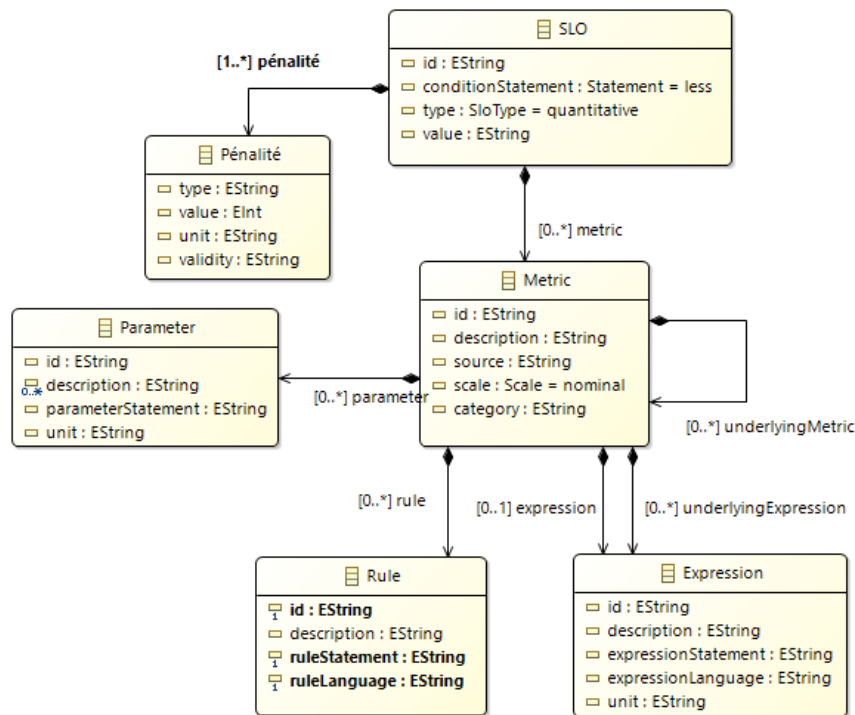 SLO
id : EString
conditionStatement : Statement = less
type : SloType = quantitative
value : EString
[1..*] pénalité
Pénalité
type : EString
value : EInt
unit : EString
validity : EString
[0..*] metric
Metric
id : EString
description : EString
source : EString
scale : Scale = nominal
category : EString
Parameter
id : EString
0..* description : EString
parameterStatement : EString
unit : EString
[0..*] parameter
[0..*] underlyingMetric
[0..*] rule
[0..1] expression
[0..*] underlyingExpression
Rule
1 id : EString
description : EString
1 ruleStatement : EString
1 ruleLanguage : EString
Expression
id : EString
description : EString
expressionStatement : EString
expressionLanguage : EString
unit : EString